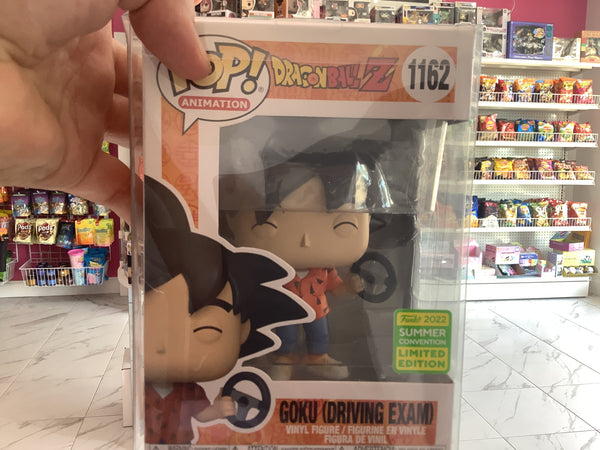 POP!
ANIMATION
DRAGON BALL Z
1162
Funko 2022
SUMMER
CONVENTION
LIMITED
EDITION
GOKU (DRIVING EXAM)
VINYL FIGURE / FIGURINE EN VINYLE
FIGURA DE VINIL